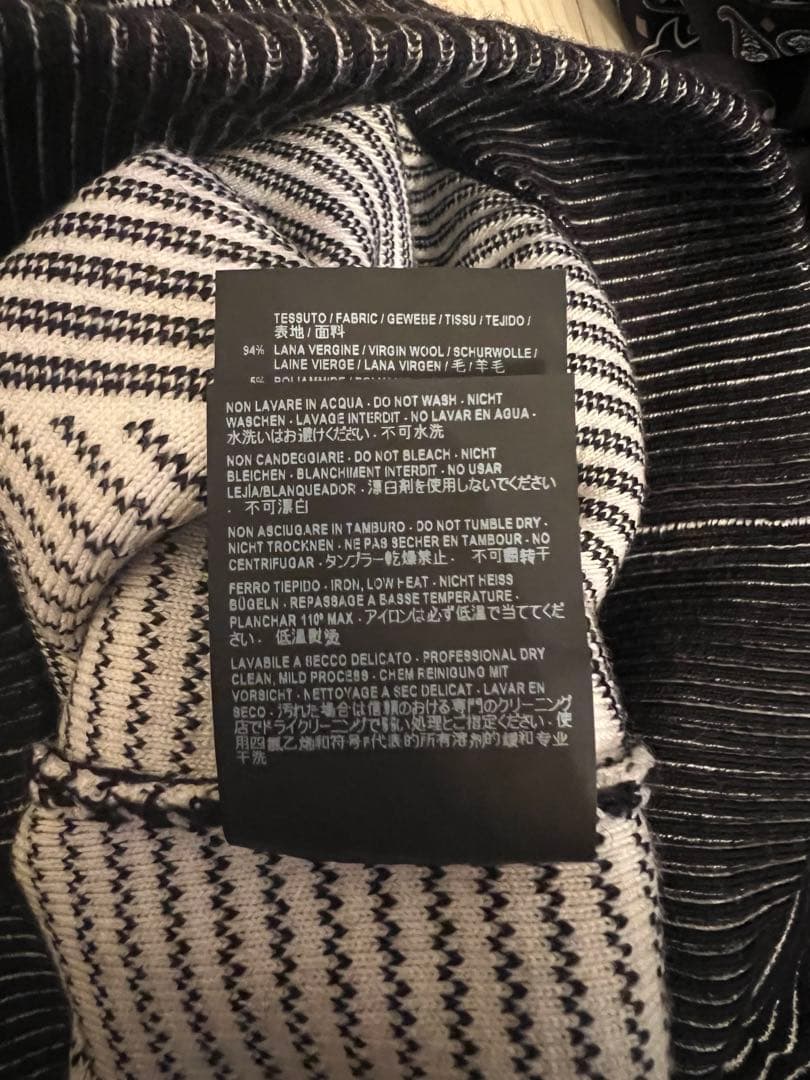 TESSUTO / FABRIC / GEWEBE / TISSU / TEJIDO /
表地 / 面料
94% LANA VERGINE / VIRGIN WOOL / SCHURWOLLE /
LAINE VIERGE / LANA VIRGEN / 毛 / 羊毛
5%
NON LAVARE IN ACQUA - DO NOT WASH - NICHT
WASCHEN - LAVAGE INTERDIT - NO LAVAR EN AGUA -
水洗いはお避けください - 不可水洗
NON CANDEGGIARE - DO NOT BLEACH - NICHT
BLEICHEN - BLANCHIMENT INTERDIT - NO USAR
LEJÍA/BLANQUEADOR - 漂白剤を使用しないでください
- 不可漂白
NON ASCIUGARE IN TAMBURO - DO NOT TUMBLE DRY -
NICHT TROCKNEN - NE PAS SECHER EN TAMBOUR - NO
CENTRIFUGAR - タンブラー乾燥禁止 - 不可翻转干
FERRO TIEPIDO - IRON, LOW HEAT - NICHT HEISS
BÜGELN - REPASSAGE A BASSE TEMPERATURE -
PLANCHAR 110º MAX - アイロンは必ず低温で当ててくだ
さい - 低温熨烫
LAVABILE A SECCO DELICATO - PROFESSIONAL DRY
CLEAN, MILD PROCESS - CHEM REINIGUNG MIT
VORSICHT - NETTOYAGE A SEC DELICAT - LAVAR EN
SECO - 汚れた場合は信頼のおける専門のクリーニング
店でドライクリーニングで弱い処理とご指定ください - 使
用四氯乙烯和符号F代表的所有溶剂的缓和专业
干洗